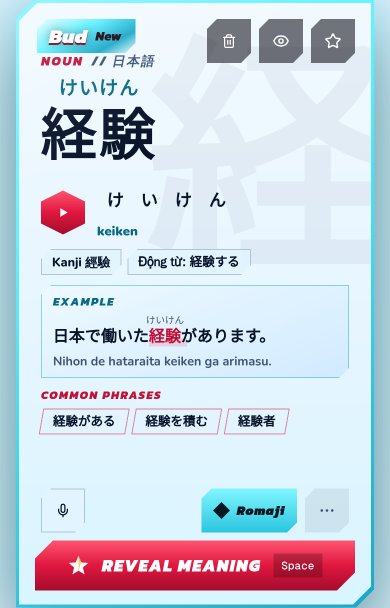 Bud New
NOUN // 日本語
けいけん
経験
け い け ん
keiken
Kanji 經驗
Động từ: 経験する
EXAMPLE
けいけん
日本で働いた経験があります。
Nihon de hataraita keiken ga arimasu.
COMMON PHRASES
経験がある 経験を積む 経験者
Romaji
REVEAL MEANING Space